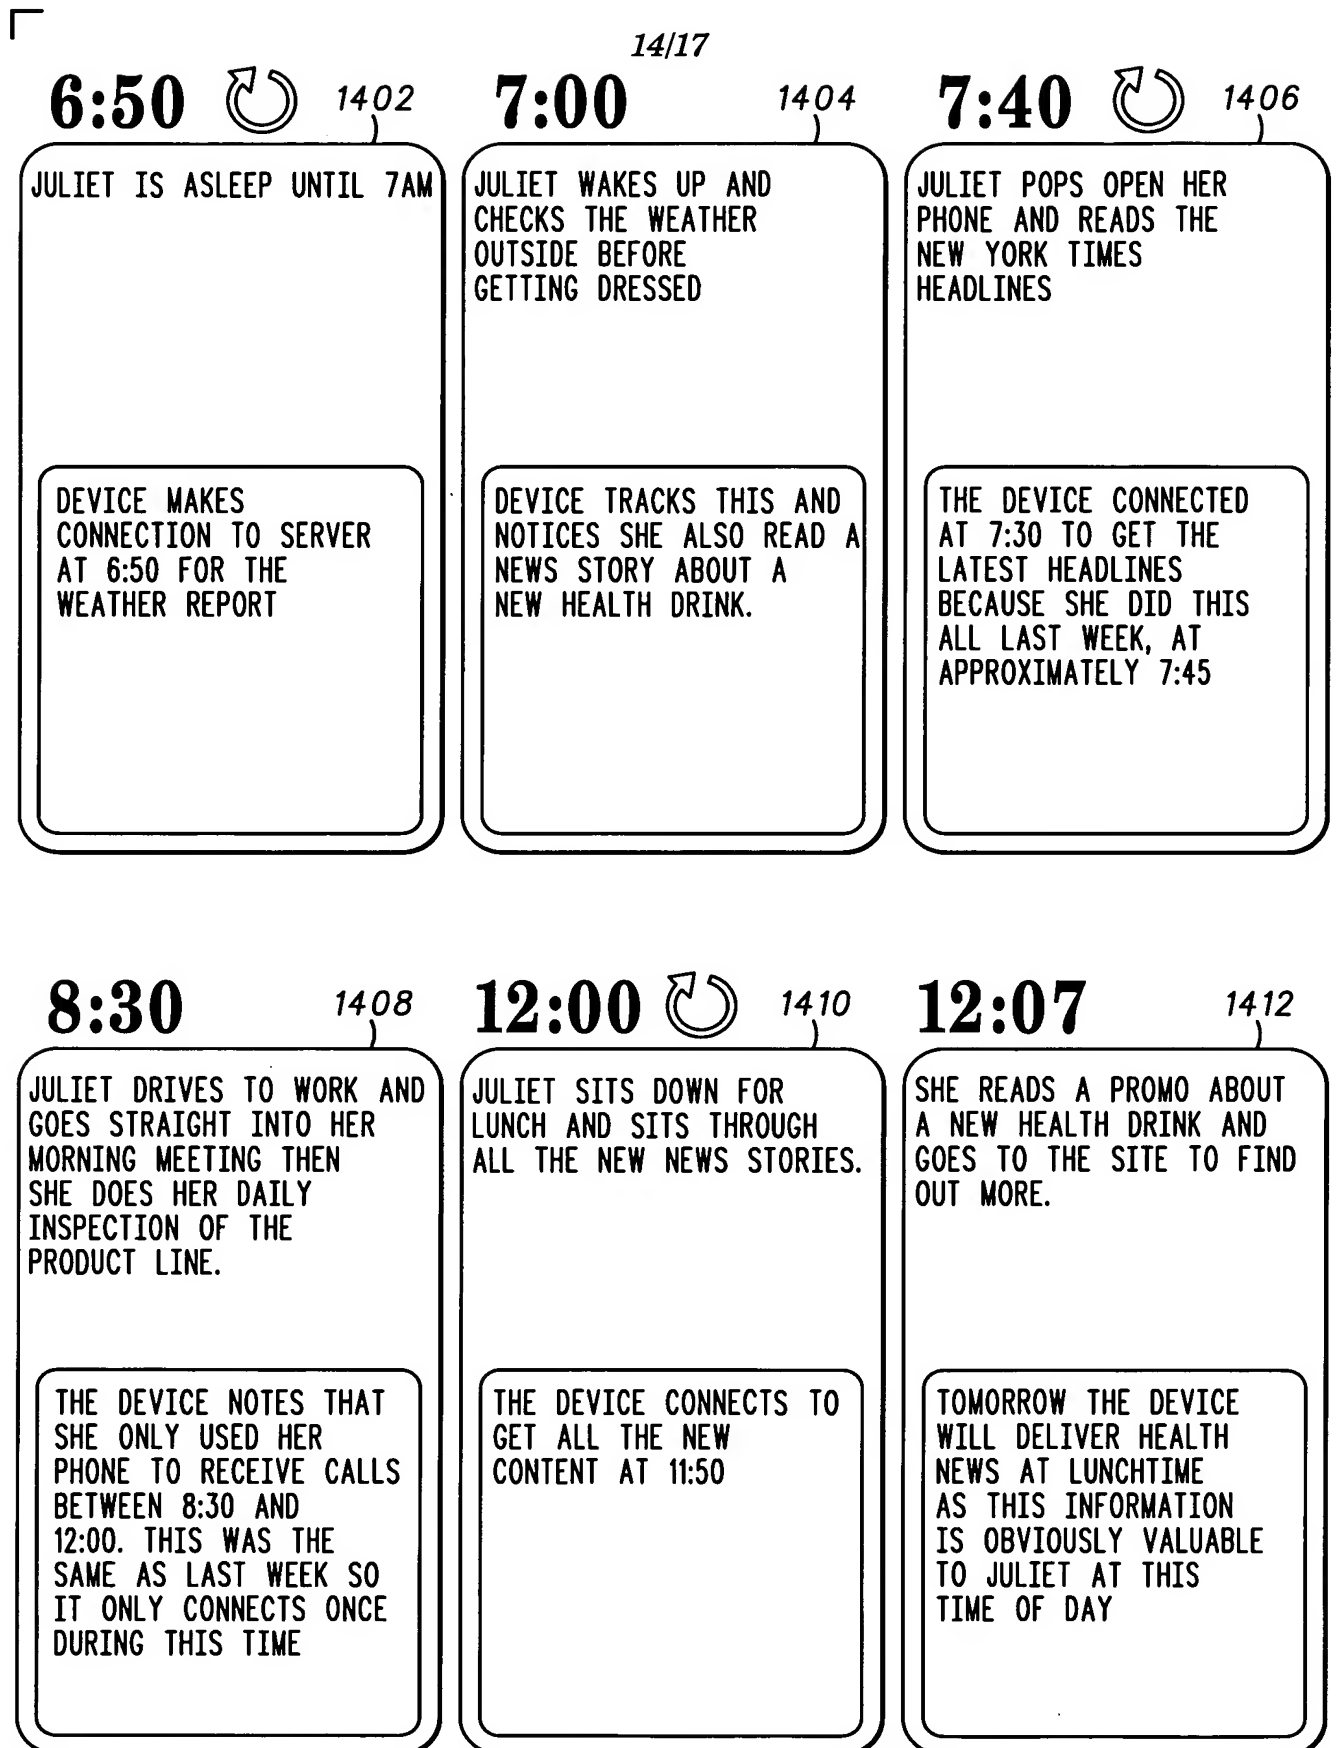 14/17
6:50 1402
JULIET IS ASLEEP UNTIL 7AM
DEVICE MAKES
CONNECTION TO SERVER
AT 6:50 FOR THE
WEATHER REPORT
7:00 1404
JULIET WAKES UP AND
CHECKS THE WEATHER
OUTSIDE BEFORE
GETTING DRESSED
DEVICE TRACKS THIS AND
NOTICES SHE ALSO READ A
NEWS STORY ABOUT A
NEW HEALTH DRINK.
7:40 1406
JULIET POPS OPEN HER
PHONE AND READS THE
NEW YORK TIMES
HEADLINES
THE DEVICE CONNECTED
AT 7:30 TO GET THE
LATEST HEADLINES
BECAUSE SHE DID THIS
ALL LAST WEEK, AT
APPROXIMATELY 7:45
8:30 1408
JULIET DRIVES TO WORK AND
GOES STRAIGHT INTO HER
MORNING MEETING THEN
SHE DOES HER DAILY
INSPECTION OF THE
PRODUCT LINE.
THE DEVICE NOTES THAT
SHE ONLY USED HER
PHONE TO RECEIVE CALLS
BETWEEN 8:30 AND
12:00. THIS WAS THE
SAME AS LAST WEEK SO
IT ONLY CONNECTS ONCE
DURING THIS TIME
12:00 1410
JULIET SITS DOWN FOR
LUNCH AND SITS THROUGH
ALL THE NEW NEWS STORIES.
THE DEVICE CONNECTS TO
GET ALL THE NEW
CONTENT AT 11:50
12:07 1412
SHE READS A PROMO ABOUT
A NEW HEALTH DRINK AND
GOES TO THE SITE TO FIND
OUT MORE.
TOMORROW THE DEVICE
WILL DELIVER HEALTH
NEWS AT LUNCHTIME
AS THIS INFORMATION
IS OBVIOUSLY VALUABLE
TO JULIET AT THIS
TIME OF DAY